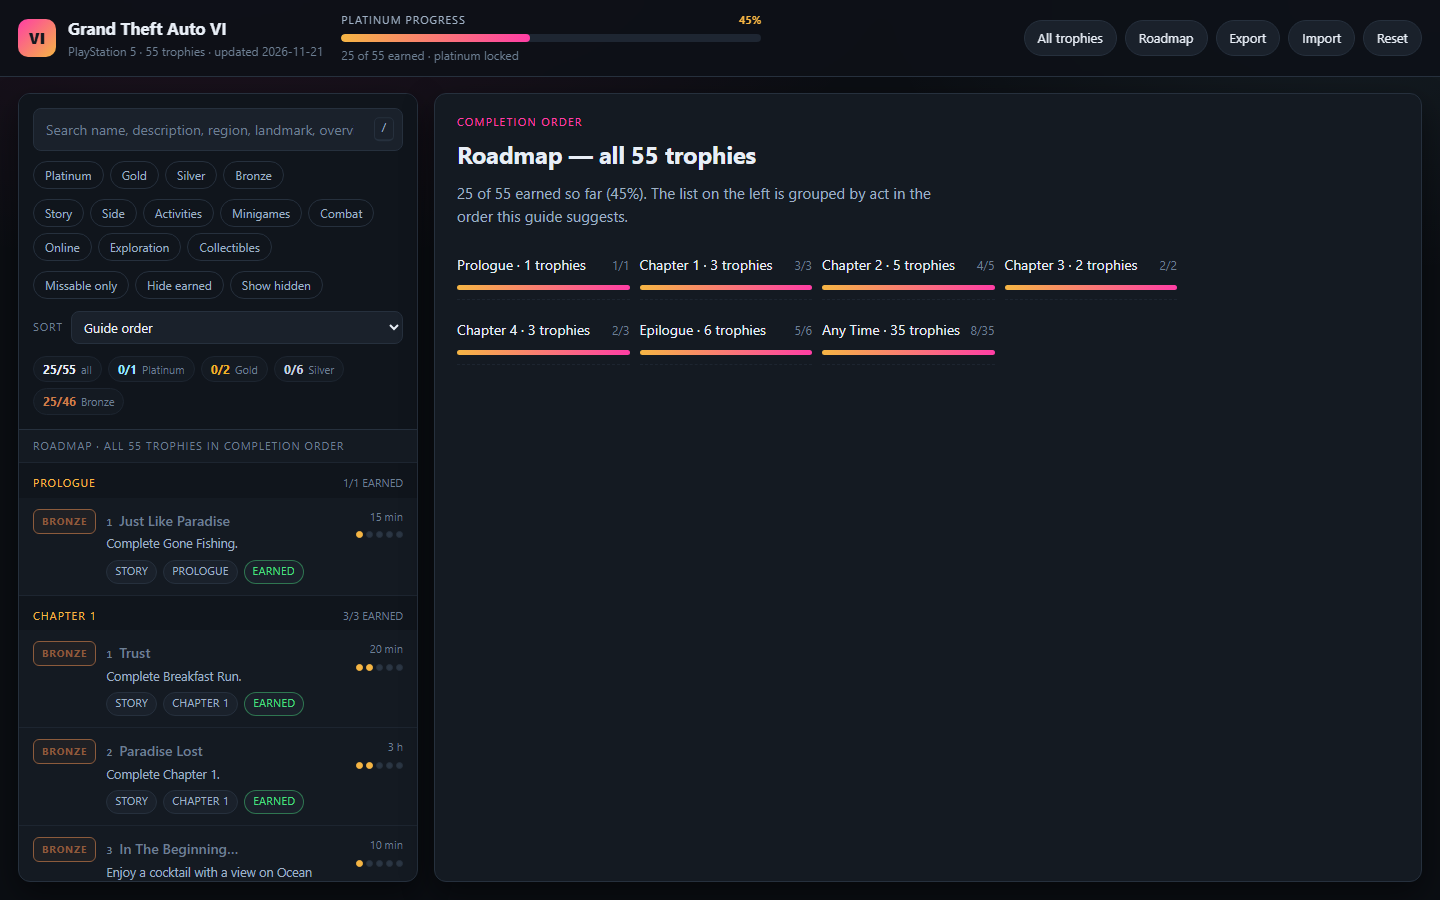 VI
Grand Theft Auto VI
PlayStation 5 · 55 trophies · updated 2026-11-21
PLATINUM PROGRESS 45%
25 of 55 earned · platinum locked
All trophies Roadmap Export Import Reset
Search name, description, region, landmark, overv /
Platinum Gold Silver Bronze
Story Side Activities Minigames Combat
Online Exploration Collectibles
Missable only Hide earned Show hidden
SORT Guide order
25/55 all 0/1 Platinum 0/2 Gold 0/6 Silver
25/46 Bronze
ROADMAP · ALL 55 TROPHIES IN COMPLETION ORDER
PROLOGUE 1/1 EARNED
BRONZE 1 Just Like Paradise 15 min
Complete Gone Fishing.
STORY PROLOGUE EARNED
CHAPTER 1 3/3 EARNED
BRONZE 1 Trust 20 min
Complete Breakfast Run.
STORY CHAPTER 1 EARNED
BRONZE 2 Paradise Lost 3 h
Complete Chapter 1.
STORY CHAPTER 1 EARNED
BRONZE 3 In The Beginning... 10 min
Enjoy a cocktail with a view on Ocean
COMPLETION ORDER
Roadmap — all 55 trophies
25 of 55 earned so far (45%). The list on the left is grouped by act in the
order this guide suggests.
Prologue · 1 trophies 1/1 Chapter 1 · 3 trophies 3/3 Chapter 2 · 5 trophies 4/5 Chapter 3 · 2 trophies 2/2
Chapter 4 · 3 trophies 2/3 Epilogue · 6 trophies 5/6 Any Time · 35 trophies 8/35